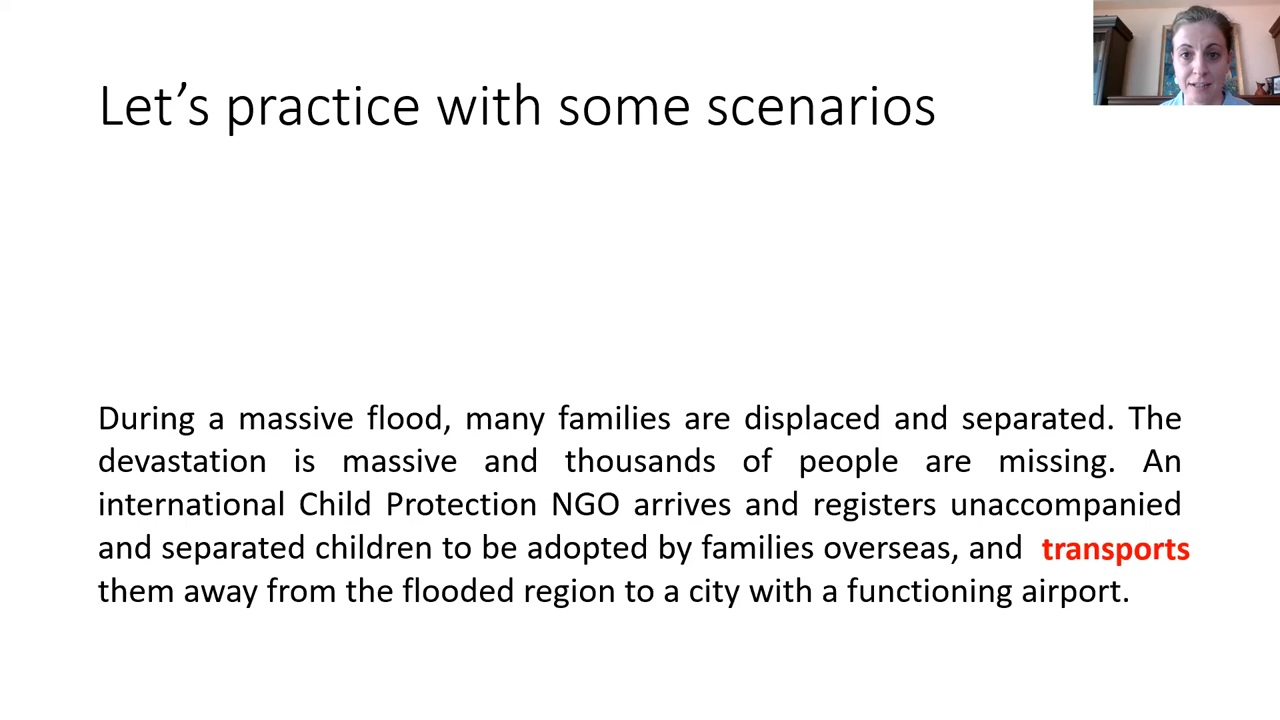 Let's practice with some scenarios
During a massive flood, many families are displaced and separated. The
devastation is massive and thousands of people are missing. An
international Child Protection NGO arrives and registers unaccompanied
and separated children to be adopted by families overseas, and transports
them away from the flooded region to a city with a functioning airport.